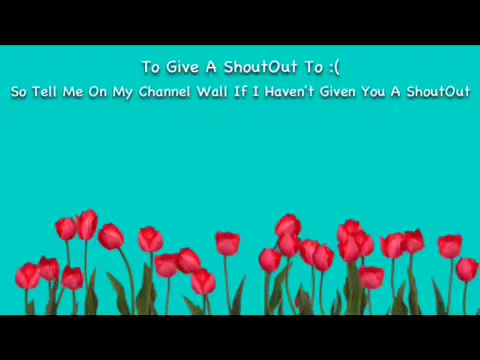 To Give A ShoutOut To :(
So Tell Me On My Channel Wall If I Haven't Given You A ShoutOut